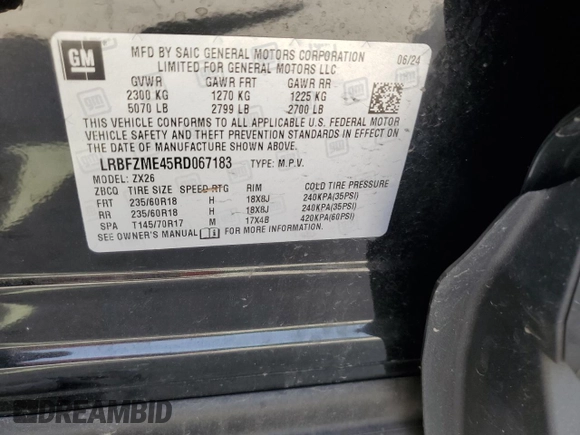 GM
MFD BY SAIC GENERAL MOTORS CORPORATION 06/24
LIMITED FOR GENERAL MOTORS LLC
GVWR GAWR FRT GAWR RR
2300 KG 1270 KG 1225 KG
5070 LB 2799 LB 2700 LB
THIS VEHICLE CONFORMS TO ALL APPLICABLE U.S. FEDERAL MOTOR
VEHICLE SAFETY AND THEFT PREVENTION STANDARDS IN EFFECT ON
THE DATE OF MANUFACTURE SHOWN ABOVE.
LRBFZME45RD067183 TYPE: M.P.V.
MODEL: ZX26
ZBCQ TIRE SIZE SPEED RTG RIM COLD TIRE PRESSURE
FRT 235/60R18 H 18X8J 240KPA(35PSI)
RR 235/60R18 H 18X8J 240KPA(35PSI)
SPA T145/70R17 M 17X4B 420KPA(60PSI)
SEE OWNER'S MANUAL FOR MORE INFORMATION
DREAMBID